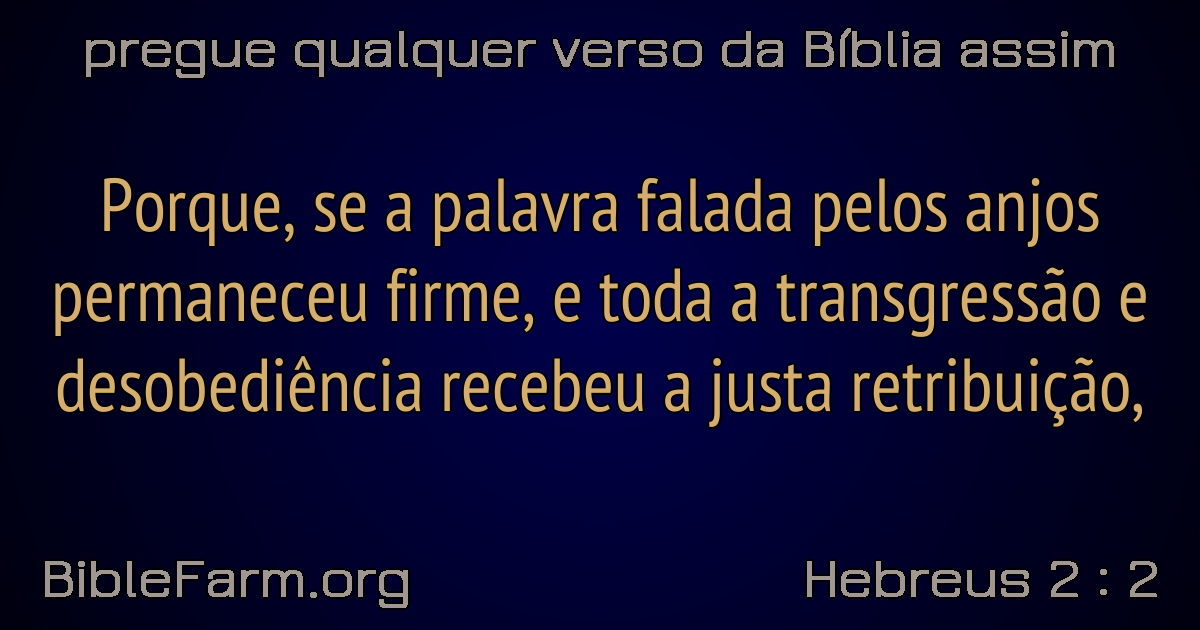 pregue qualquer verso da Bíblia assim
Porque, se a palavra falada pelos anjos
permaneceu firme, e toda a transgressão e
desobediência recebeu a justa retribuição,
BibleFarm.org
Hebreus 2 : 2